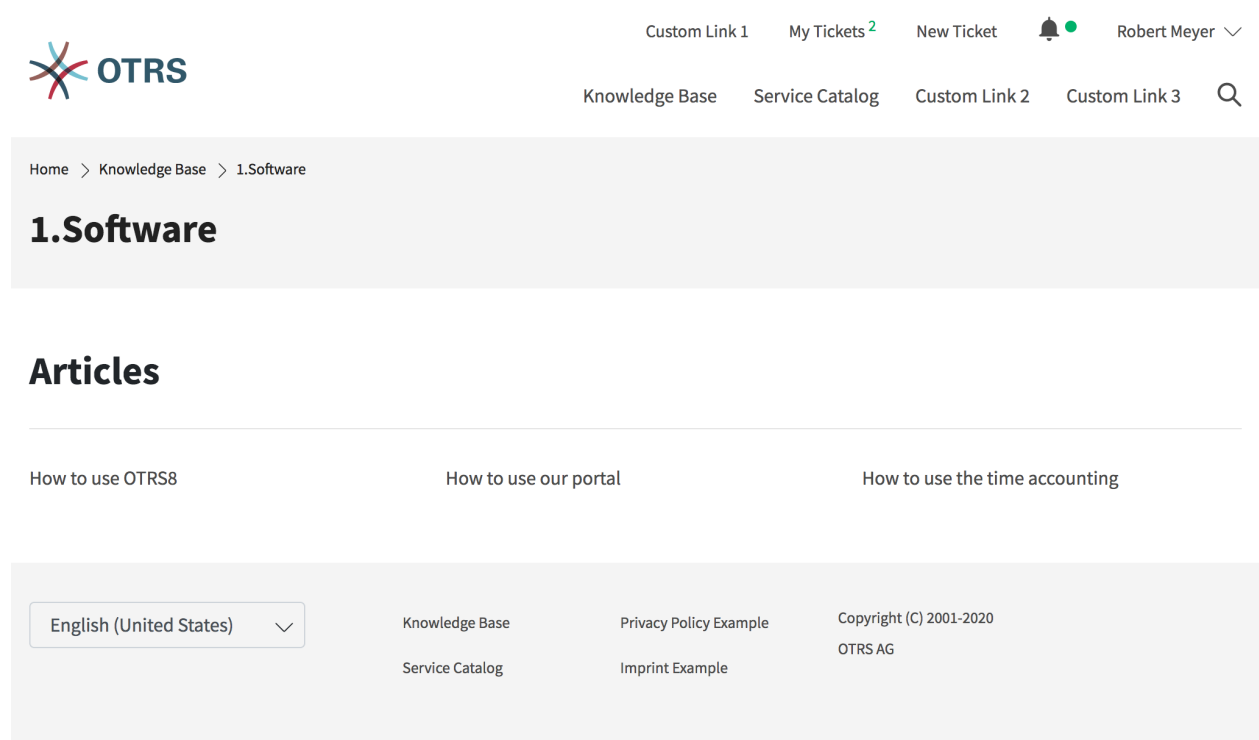 Custom Link 1 My Tickets 2 New Ticket Robert Meyer
OTRS
Knowledge Base Service Catalog Custom Link 2 Custom Link 3
Home Knowledge Base 1.Software
1.Software
Articles
How to use OTRS8 How to use our portal How to use the time accounting
English (United States) Knowledge Base Privacy Policy Example Copyright (C) 2001-2020
OTRS AG
Service Catalog Imprint Example